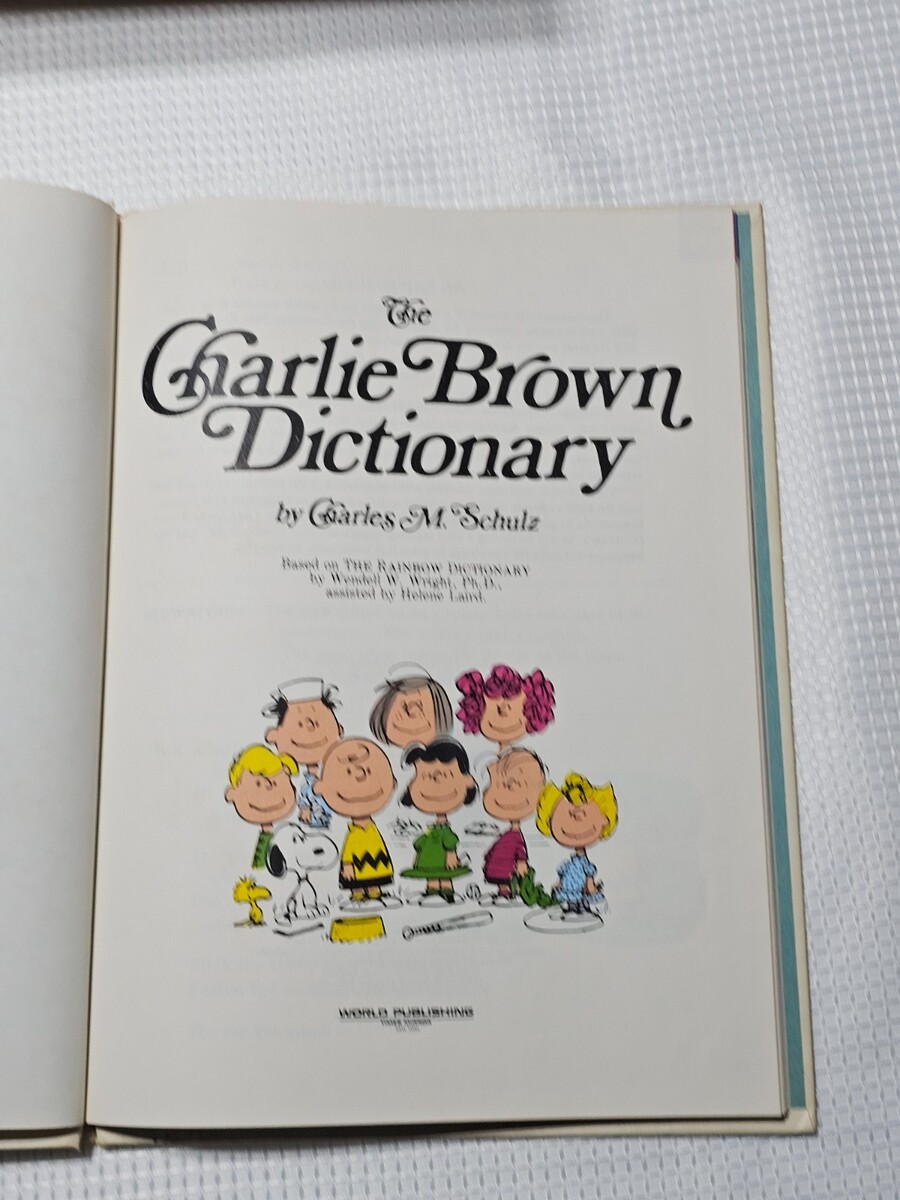 The
Charlie Brown
Dictionary
by Charles M. Schulz
Based on THE RAINBOW DICTIONARY
by Wendell W. Wright, Ph.D.,
assisted by Helene Laird.
WORLD PUBLISHING